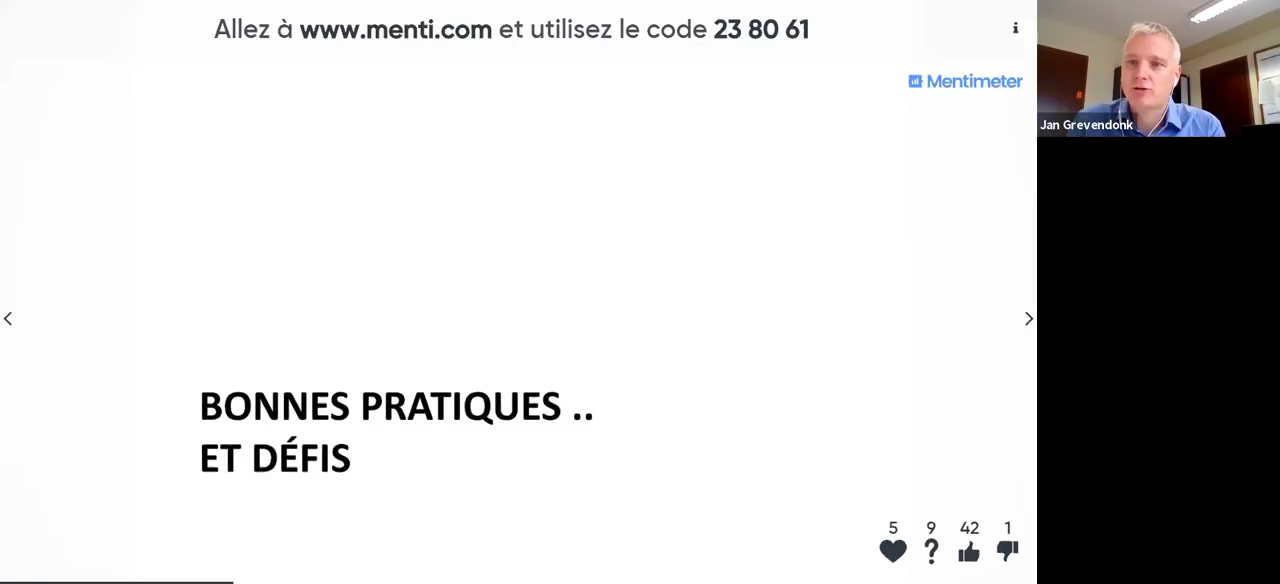 Allez à www.menti.com et utilisez le code 23 80 61
i
Mentimeter
Jan Grevendonk
BONNES PRATIQUES ..
ET DÉFIS
5 9 42 1
?